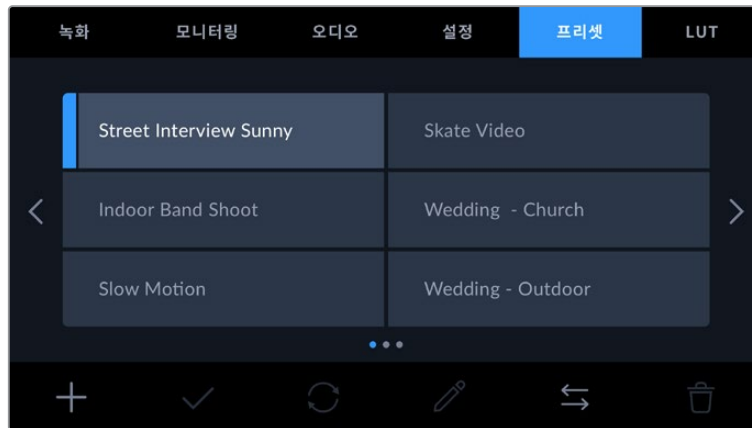 녹화 모니터링 오디오 설정 프리셋 LUT
Street Interview Sunny Skate Video
Indoor Band Shoot Wedding - Church
Slow Motion Wedding - Outdoor